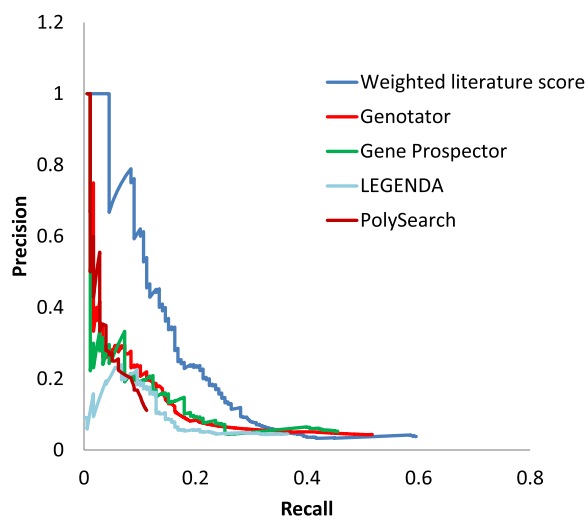 1.2
1
0.8
0.6
0.4
0.2
0
Precision
Weighted literature score
Genotator
Gene Prospector
LEGENDA
PolySearch
0 0.2 0.4 0.6 0.8
Recall